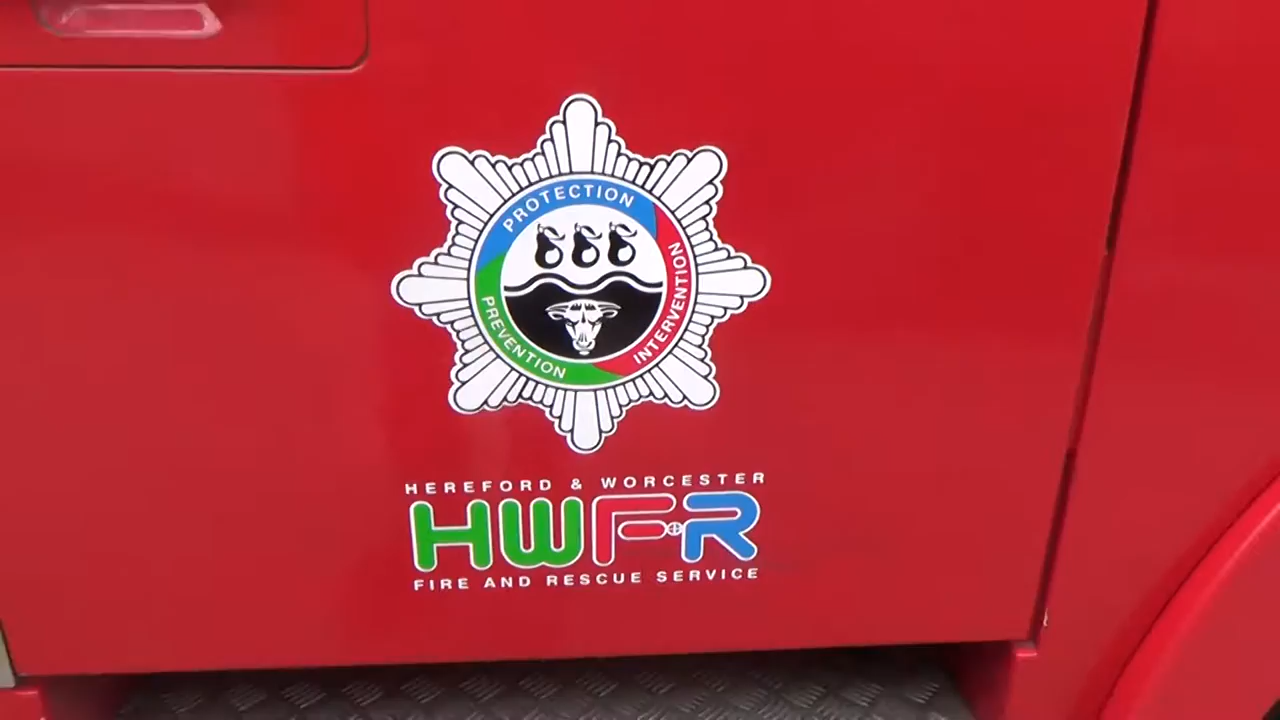 PROTECTION
INTERVENTION
PREVENTION
HEREFORD & WORCESTER
HWFR
FIRE AND RESCUE SERVICE